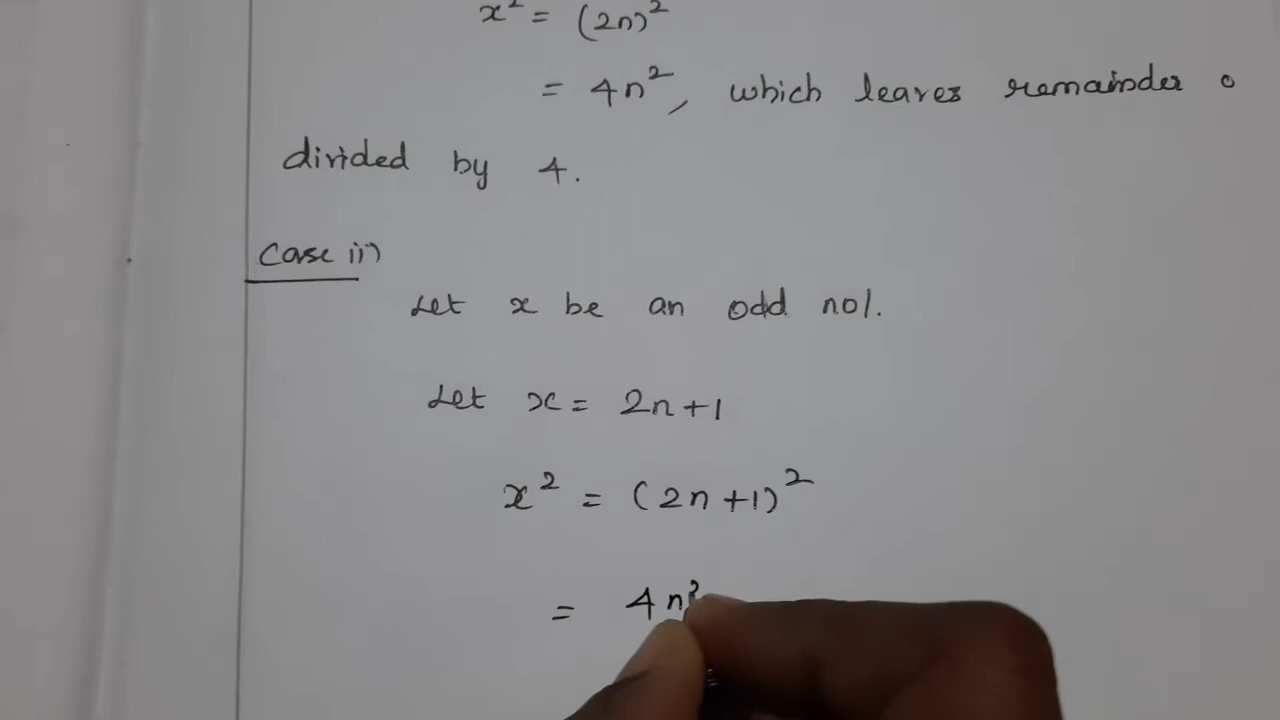 x² = (2n)²
= 4n², which leaves remainder 0
divided by 4.
Case ii)
Let x be an odd no/.
Let x = 2n+1
x² = (2n+1)²
= 4n²